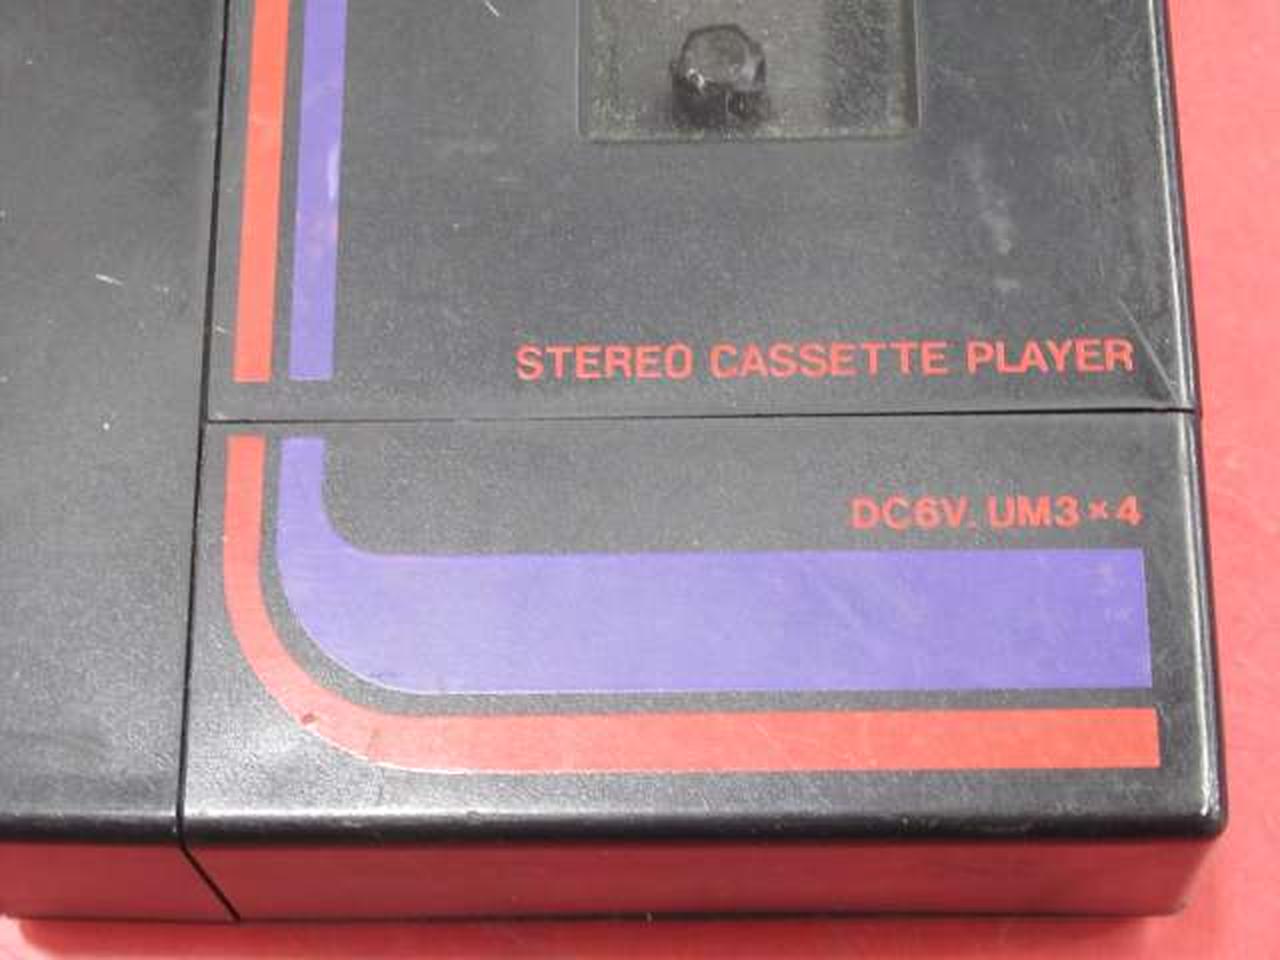 STEREO CASSETTE PLAYER
DC6V. UM3×4